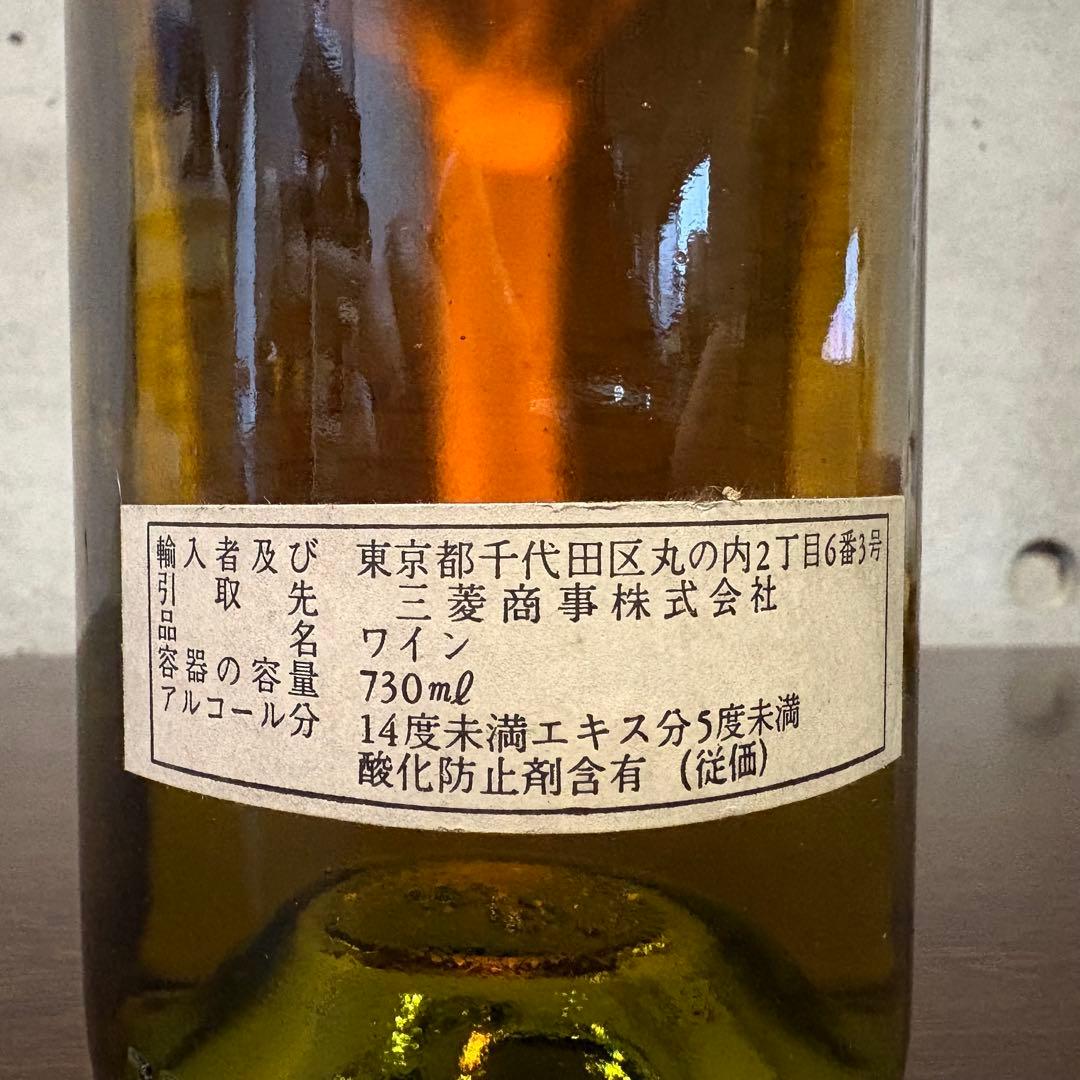 輸入者及び 東京都千代田区丸の内2丁目6番3号
引取先 三菱商事株式会社
品名 ワイン
容器の容量 730ml
アルコール分 14度未満エキス分5度未満
酸化防止剤含有 (従価)